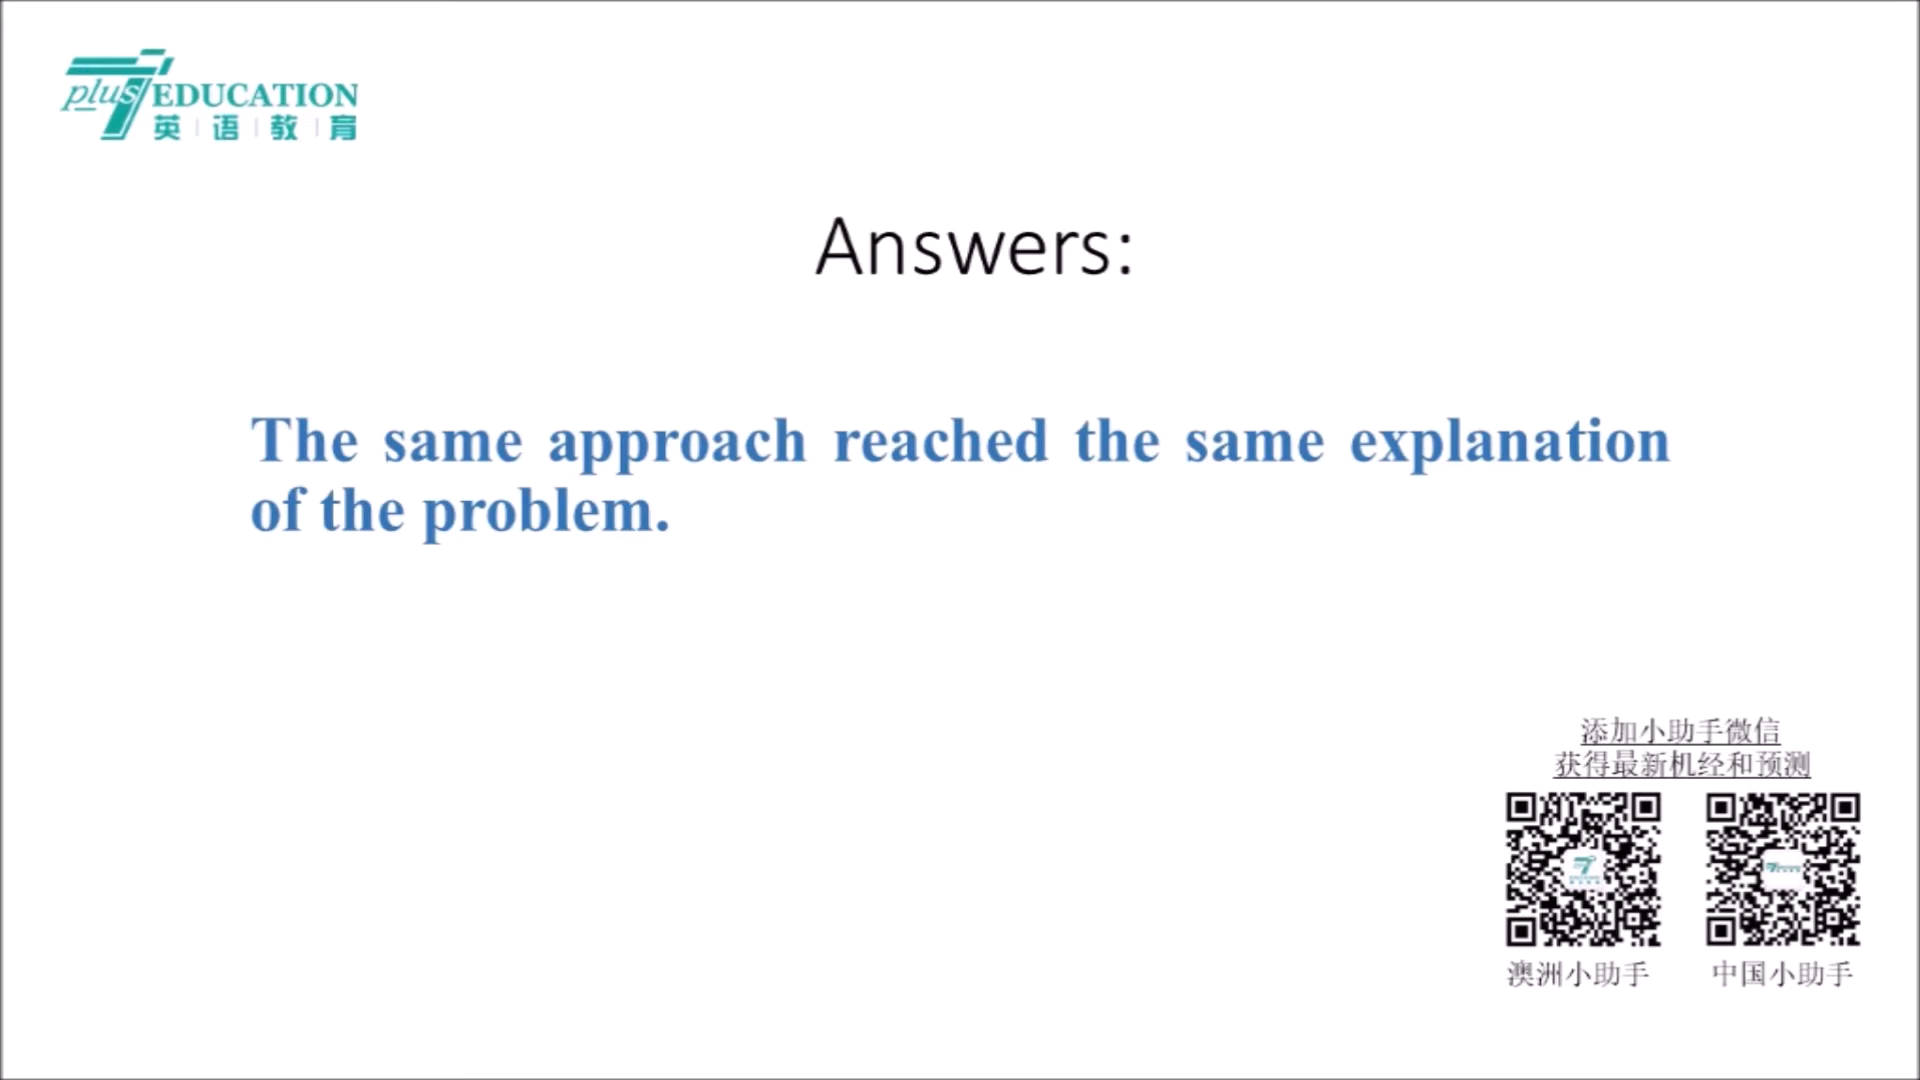 plus 7 EDUCATION
英 语 教 育
Answers:
The same approach reached the same explanation
of the problem.
添加小助手微信
获得最新机经和预测
澳洲小助手
中国小助手